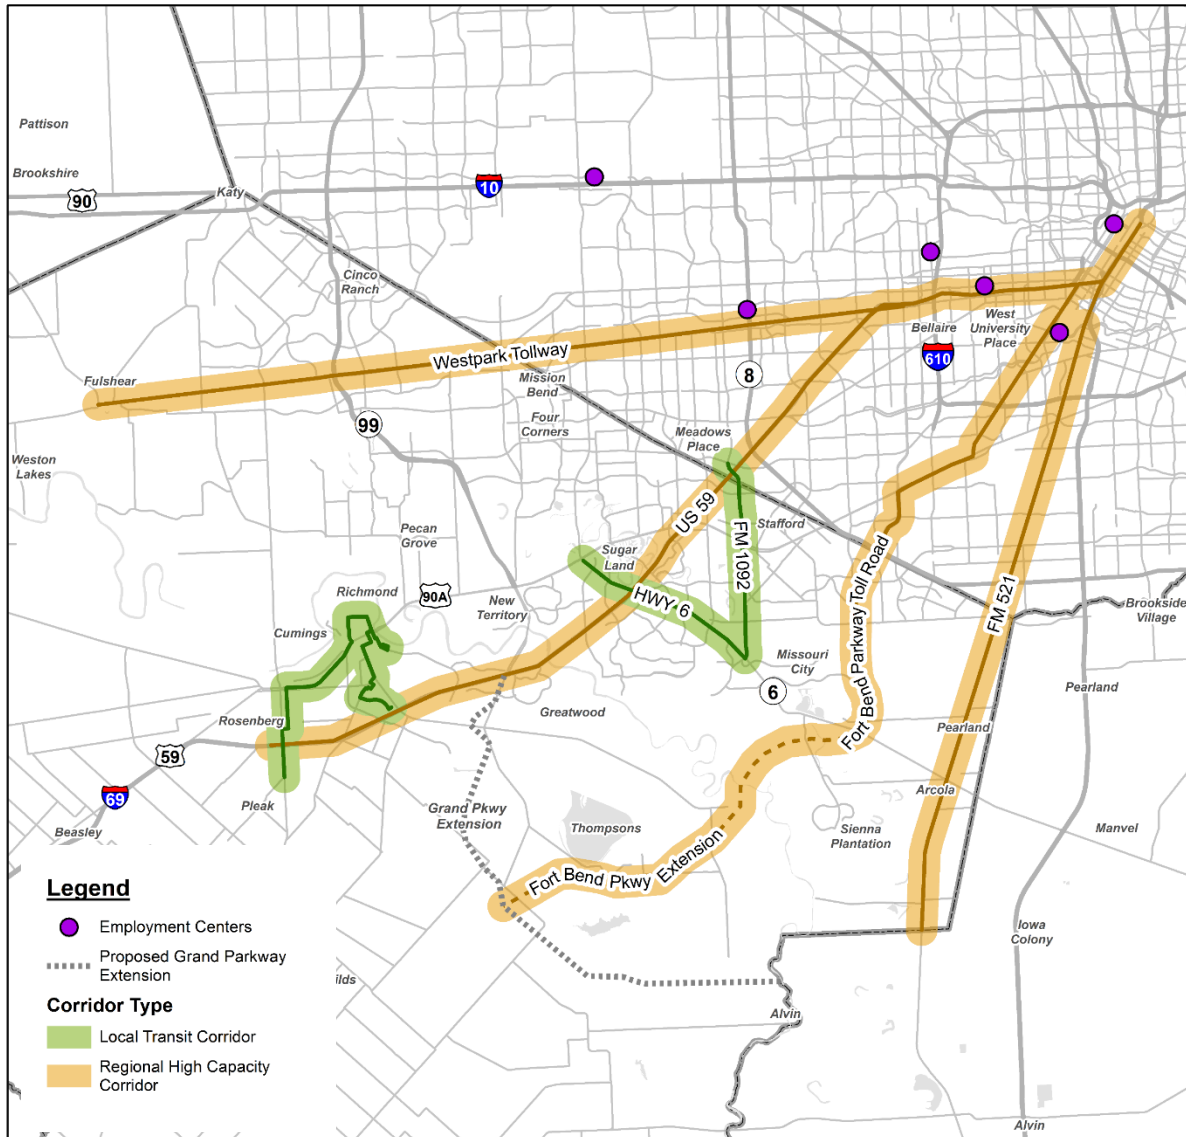 Pattison
Brookshire
90
Katy
10
Cinco
Ranch
Westpark Tollway
Fulshear
Mission
Bend
Bellaire
West
University
Place
610
8
99
Four
Corners
Meadows
Place
Weston
Lakes
Pecan
Grove
US 59
FM 1092
Stafford
Sugar
Land
HWY 6
Richmond
90A
New
Territory
Cumings
Fort Bend Parkway Toll Road
FM 521
Brookside
Village
Missouri
City
6
Pearland
Rosenberg
Greatwood
Pearland
59
69
Pleak
Beasley
Grand Pkwy
Extension
Thompsons
Arcola
Sienna
Plantation
Manvel
Fort Bend Pkwy Extension
Iowa
Colony
Alvin
Alvin
ilds
Legend
Employment Centers
Proposed Grand Parkway
Extension
Corridor Type
Local Transit Corridor
Regional High Capacity
Corridor